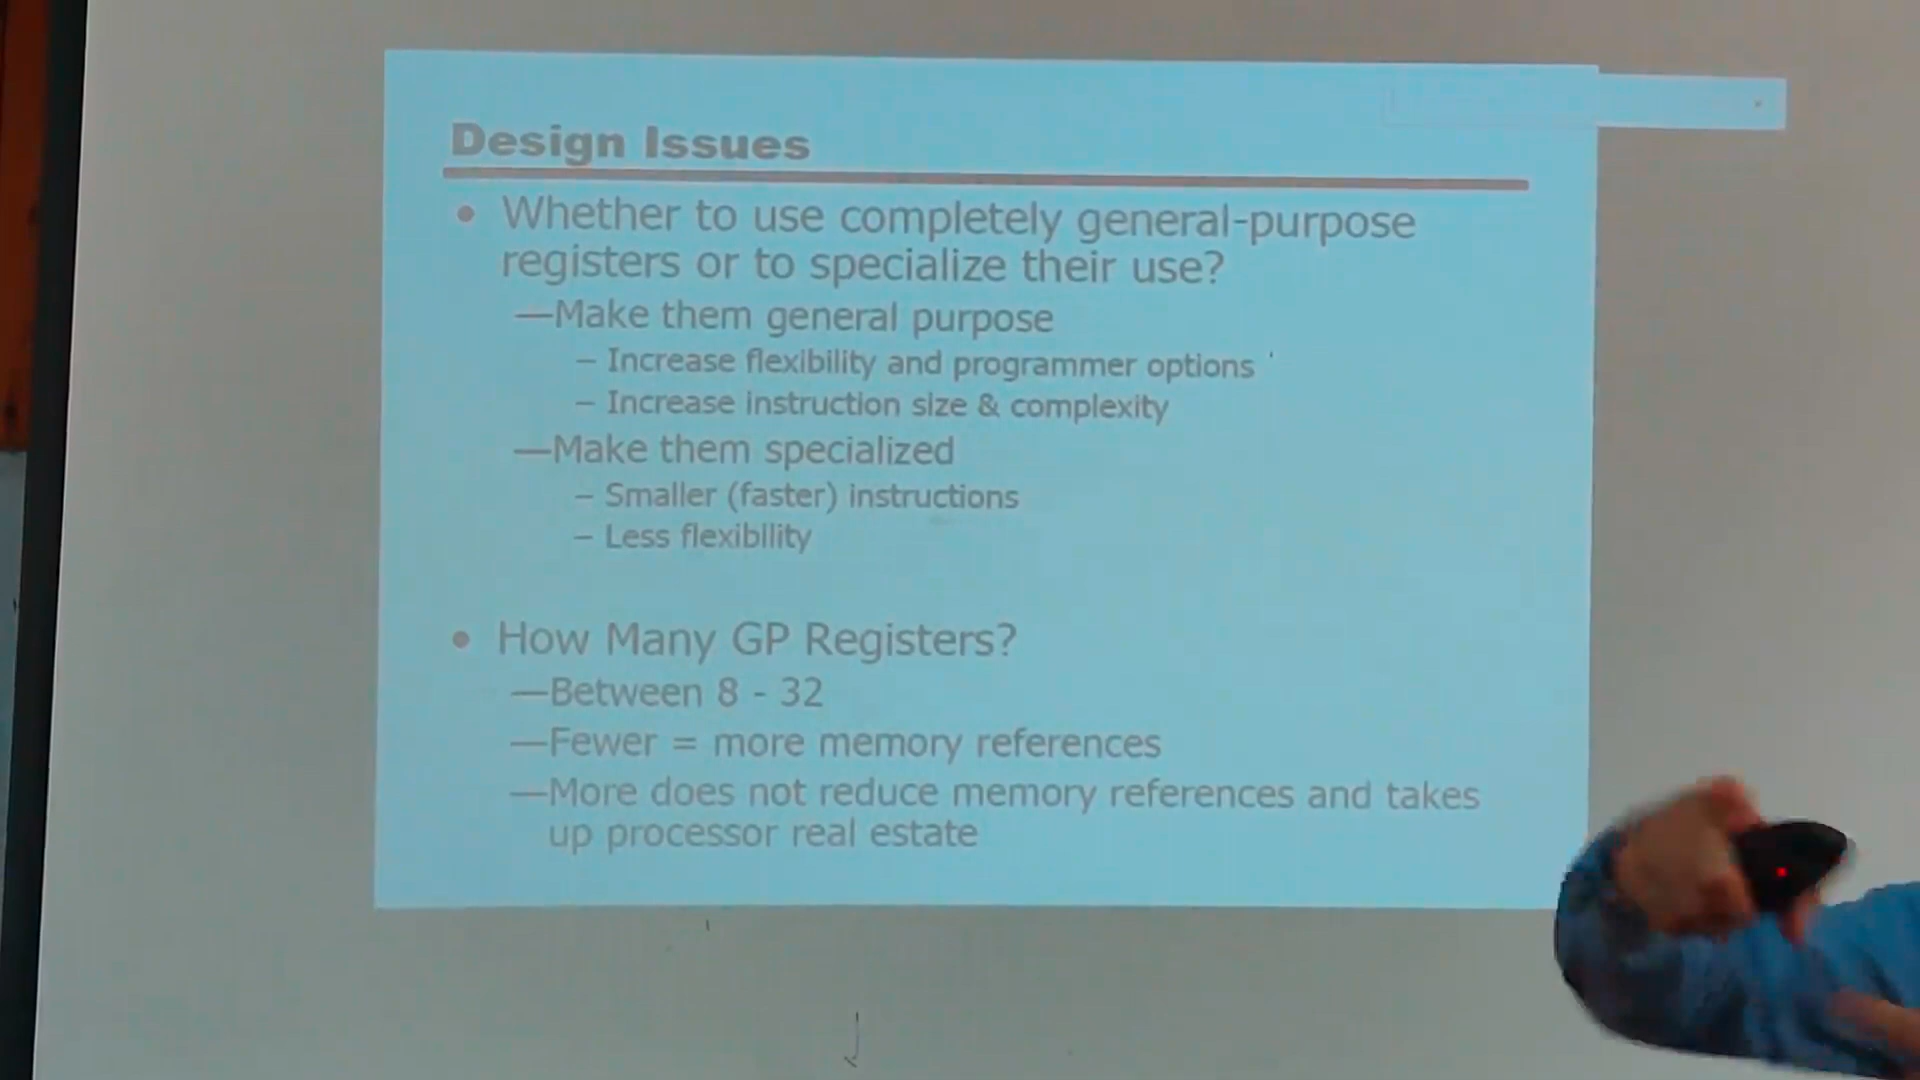 Design Issues
• Whether to use completely general-purpose
registers or to specialize their use?
—Make them general purpose
– Increase flexibility and programmer options
– Increase instruction size & complexity
—Make them specialized
– Smaller (faster) instructions
– Less flexibility
• How Many GP Registers?
—Between 8 - 32
—Fewer = more memory references
—More does not reduce memory references and takes
up processor real estate